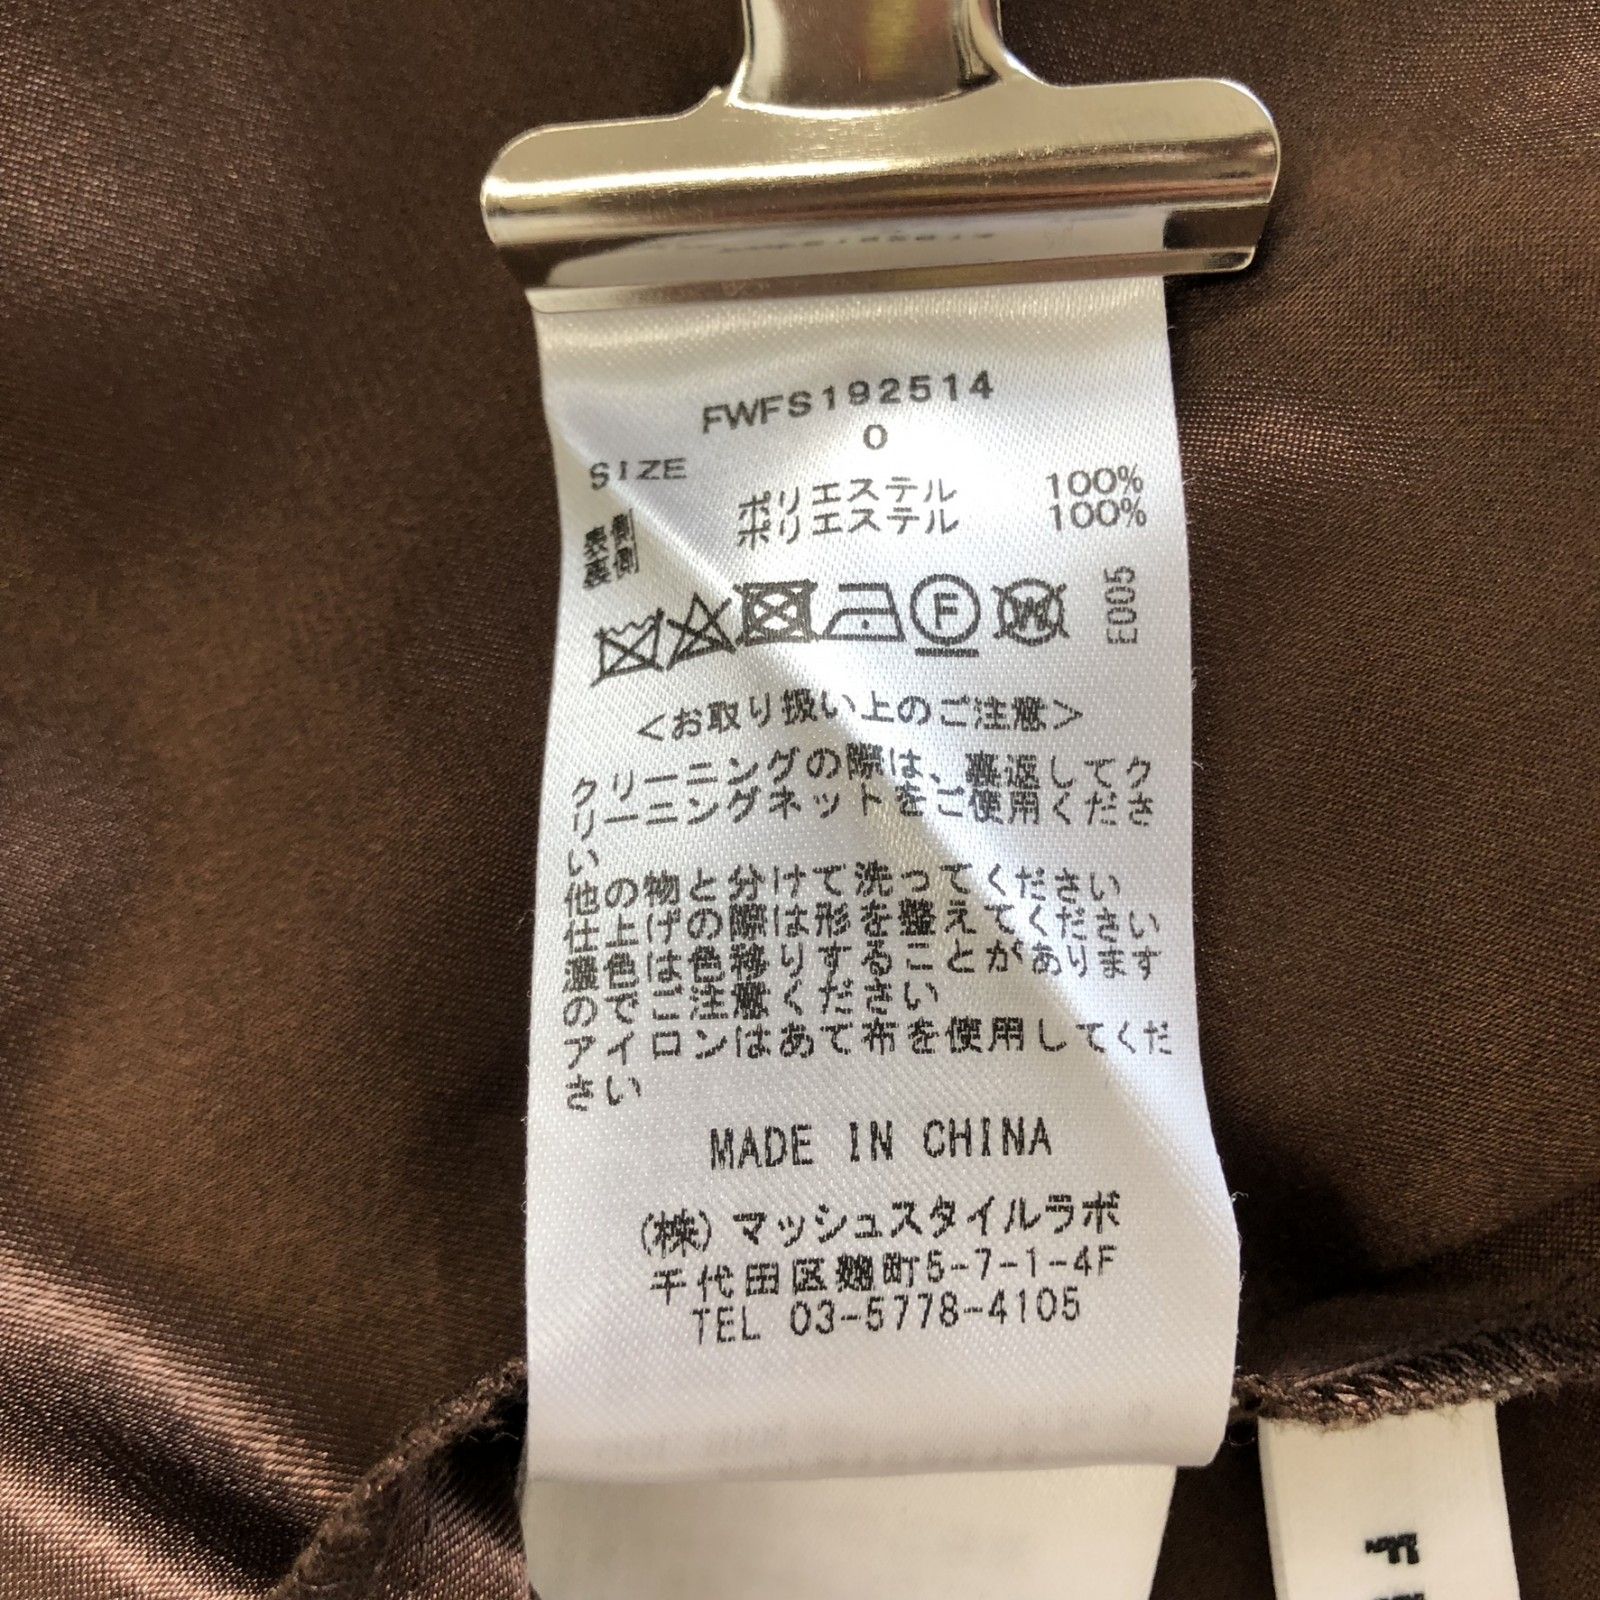 FWFS192514
SIZE 0
表側 ポリエステル 100%
裏側 ポリエステル 100%
F W E005
<お取り扱い上のご注意>
クリーニングの際は、裏返してク
リーニングネットをご使用くださ
い
他の物と分けて洗ってください
仕上げの際は形を整えてください
濃色は色移りすることがあります
のでご注意ください
アイロンはあて布を使用してくだ
さい
MADE IN CHINA
(株)マッシュスタイルラボ
千代田区麹町5-7-1-4F
TEL 03-5778-4105